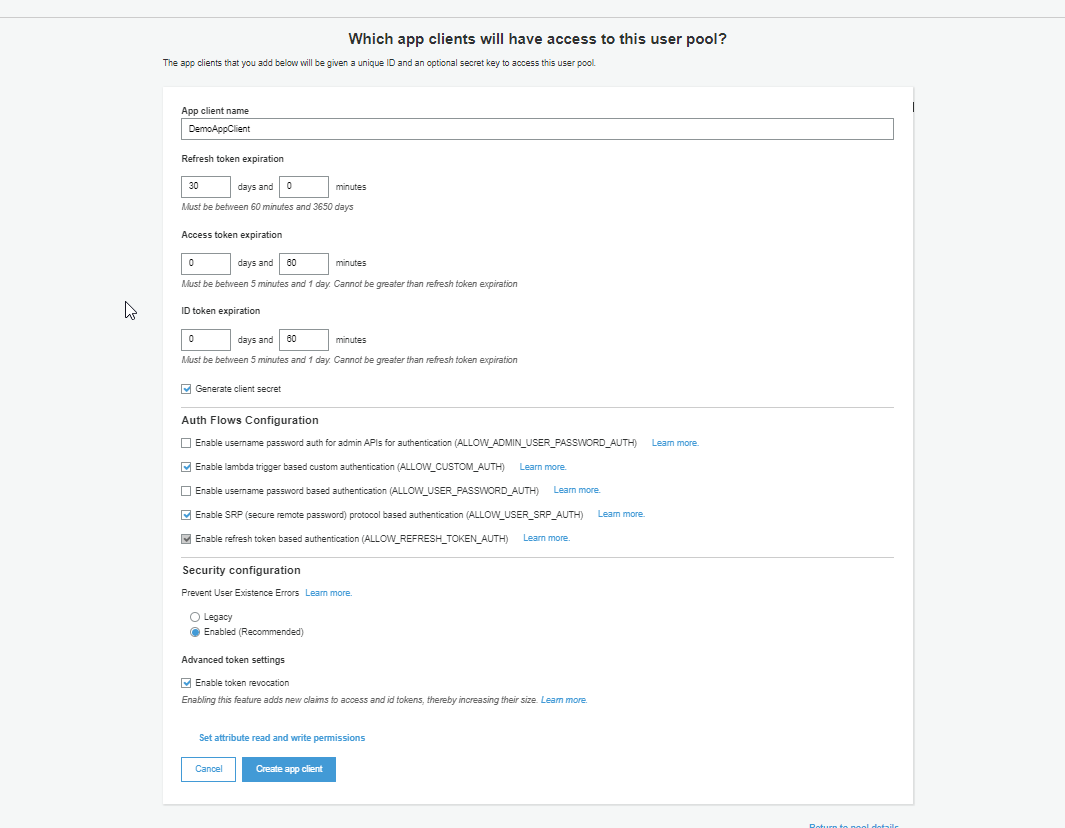 Which app clients will have access to this user pool?
The app clients that you add below will be given a unique ID and an optional secret key to access this user pool.
App client name
DemoAppClient
Refresh token expiration
30 days and 0 minutes
Must be between 60 minutes and 3650 days
Access token expiration
0 days and 60 minutes
Must be between 5 minutes and 1 day. Cannot be greater than refresh token expiration
ID token expiration
0 days and 60 minutes
Must be between 5 minutes and 1 day. Cannot be greater than refresh token expiration
Generate client secret
Auth Flows Configuration
Enable username password auth for admin APIs for authentication (ALLOW_ADMIN_USER_PASSWORD_AUTH) Learn more.
Enable lambda trigger based custom authentication (ALLOW_CUSTOM_AUTH) Learn more.
Enable username password based authentication (ALLOW_USER_PASSWORD_AUTH) Learn more.
Enable SRP (secure remote password) protocol based authentication (ALLOW_USER_SRP_AUTH) Learn more.
Enable refresh token based authentication (ALLOW_REFRESH_TOKEN_AUTH) Learn more.
Security configuration
Prevent User Existence Errors Learn more.
Legacy
Enabled (Recommended)
Advanced token settings
Enable token revocation
Enabling this feature adds new claims to access and id tokens, thereby increasing their size. Learn more.
Set attribute read and write permissions
Cancel Create app client
Return to pool details